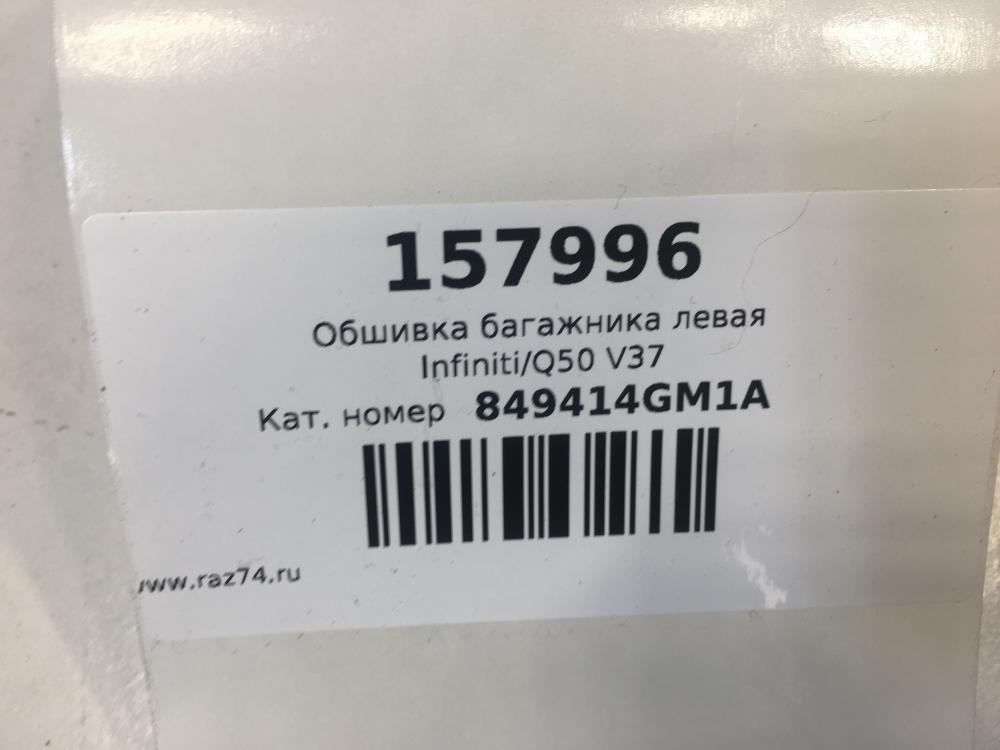 157996
Обшивка багажника левая
Infiniti/Q50 V37
Кат. номер 849414GM1A
www.raz74.ru